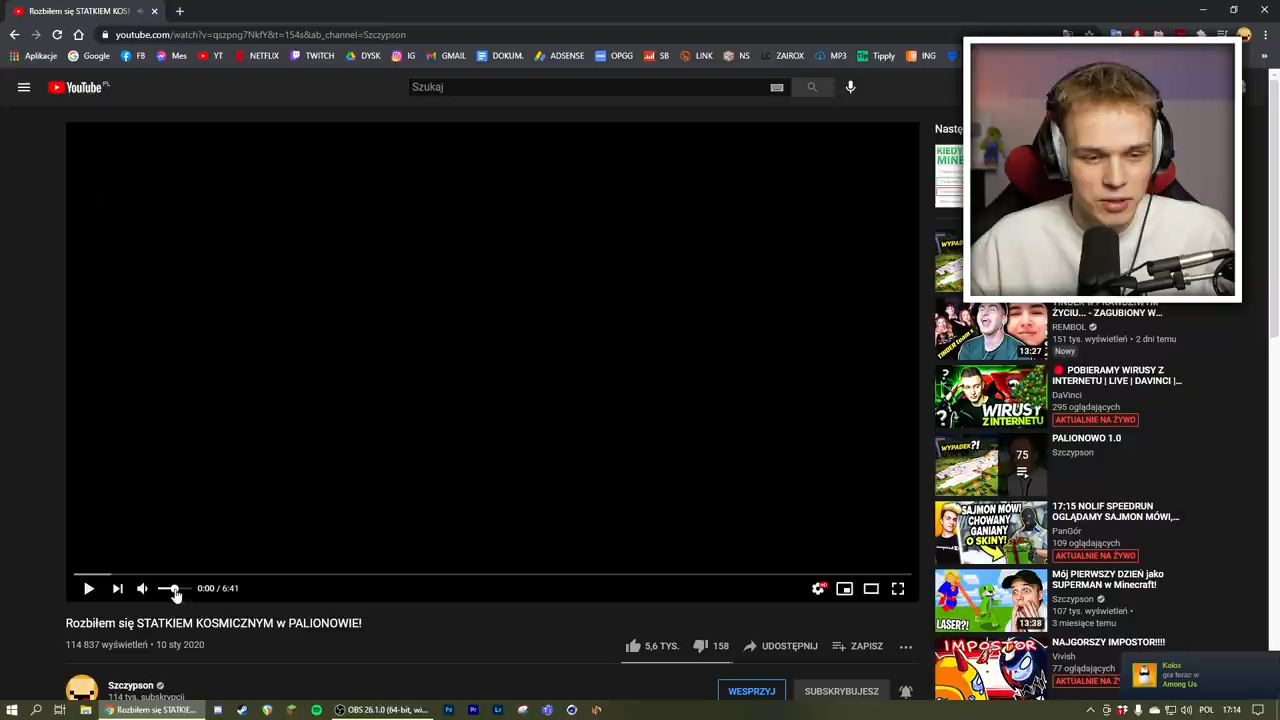 Rozbiłem się STATKIEM KOS
youtube.com/watch?v=qszpng7NkfY&t=154s&ab_channel=Szczypson
Aplikacje
Google
FB
Mes
YT
TT
TWITCH
DYSK
IG
GMAIL
DOCS
ADSENSE
OPGG
SB
LINK
NS
JC
ZAROBKI
MP3
Tipply
ING
YouTube PL
Szukaj
Nastę
KIEDY
MINE
WYPAD
ŻYCIU... - ZAGUBIONY W...
REMBOL
151 tys. wyświetleń • 2 dni temu
Nowy
13:27
POBIERAMY WIRUSY Z
INTERNETU | LIVE | DAVINCI |...
DaVinci
295 oglądających
AKTUALNIE NA ŻYWO
WIRUSY
Z INTERNETU
PALIONOWO 1.0
Szczypson
WYPADEK?!
75
17:15 NOLIF SPEEDRUN
OGLĄDAMY SAJMON MÓWI,...
PanGór
109 oglądających
AKTUALNIE NA ŻYWO
SAJMON MÓWI
CHOWANY
GANIANY
O SKINY!
Mój PIERWSZY DZIEŃ jako
SUPERMAN w Minecraft!
Szczypson
107 tys. wyświetleń •
3 miesiące temu
LASER?!
13:38
NAJGORSZY IMPOSTOR!!!!
Vivish
77 oglądających
AKTUALNIE NA Ż
IMPOSTOR
0:00 / 6:41
HD
Rozbiłem się STATKIEM KOSMICZNYM w PALIONOWIE!
114 837 wyświetleń • 10 sty 2020
5,6 TYS.
158
UDOSTĘPNIJ
ZAPISZ
Szczypson
114 tys. subskrypcji
WESPRZYJ
SUBSKRYBUJESZ
Kolox
gra teraz w
Among Us
Rozbiłem się STATKIE...
OBS 26.1.0 (64-bit, wi...
POL
17:14